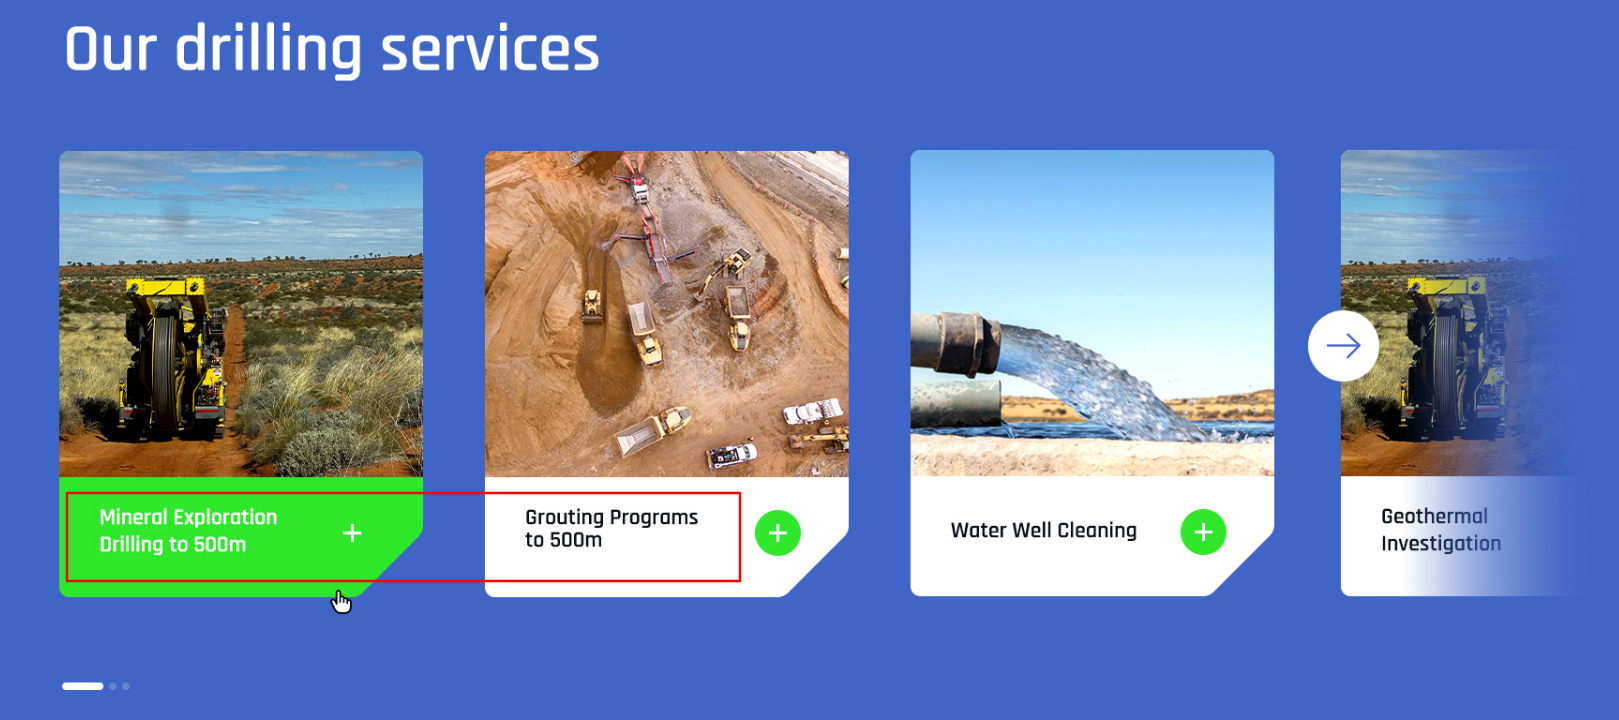 Our drilling services
Mineral Exploration
Drilling to 500m
Grouting Programs
to 500m
Water Well Cleaning
Geothermal
Investigation